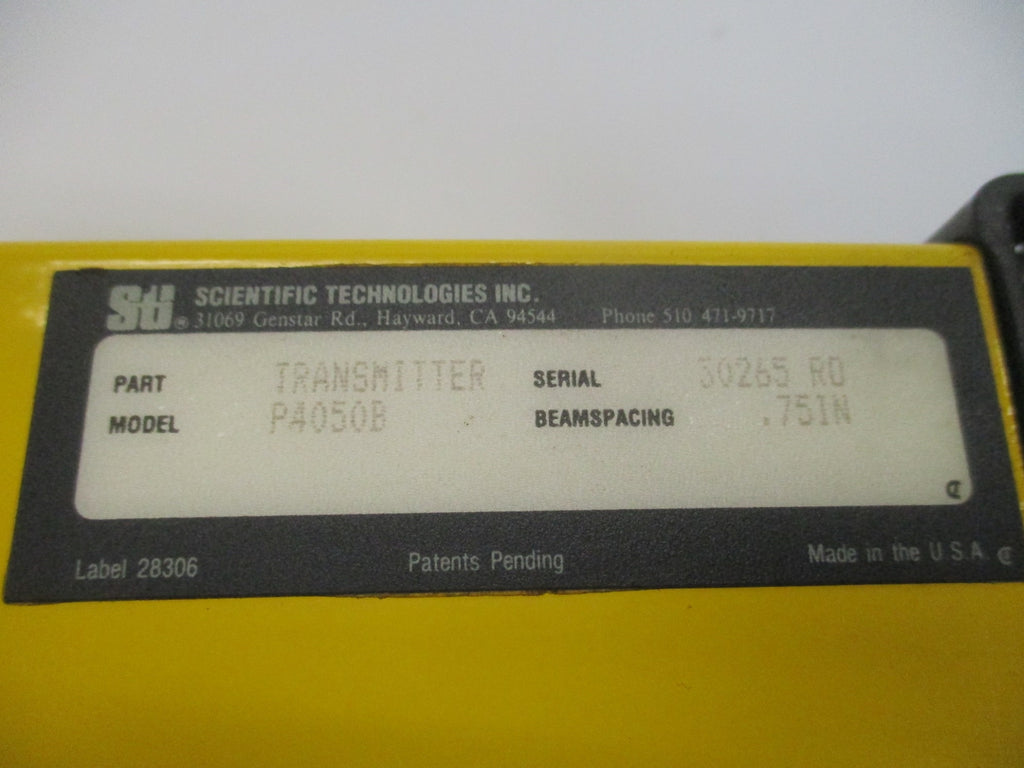 Sti ® SCIENTIFIC TECHNOLOGIES INC.
31069 Genstar Rd., Hayward, CA 94544 Phone 510 471-9717
PART TRANSMITTER SERIAL 30265 RD
MODEL P4050B BEAMSPACING .75IN
Label 28306 Patents Pending Made in the U S A